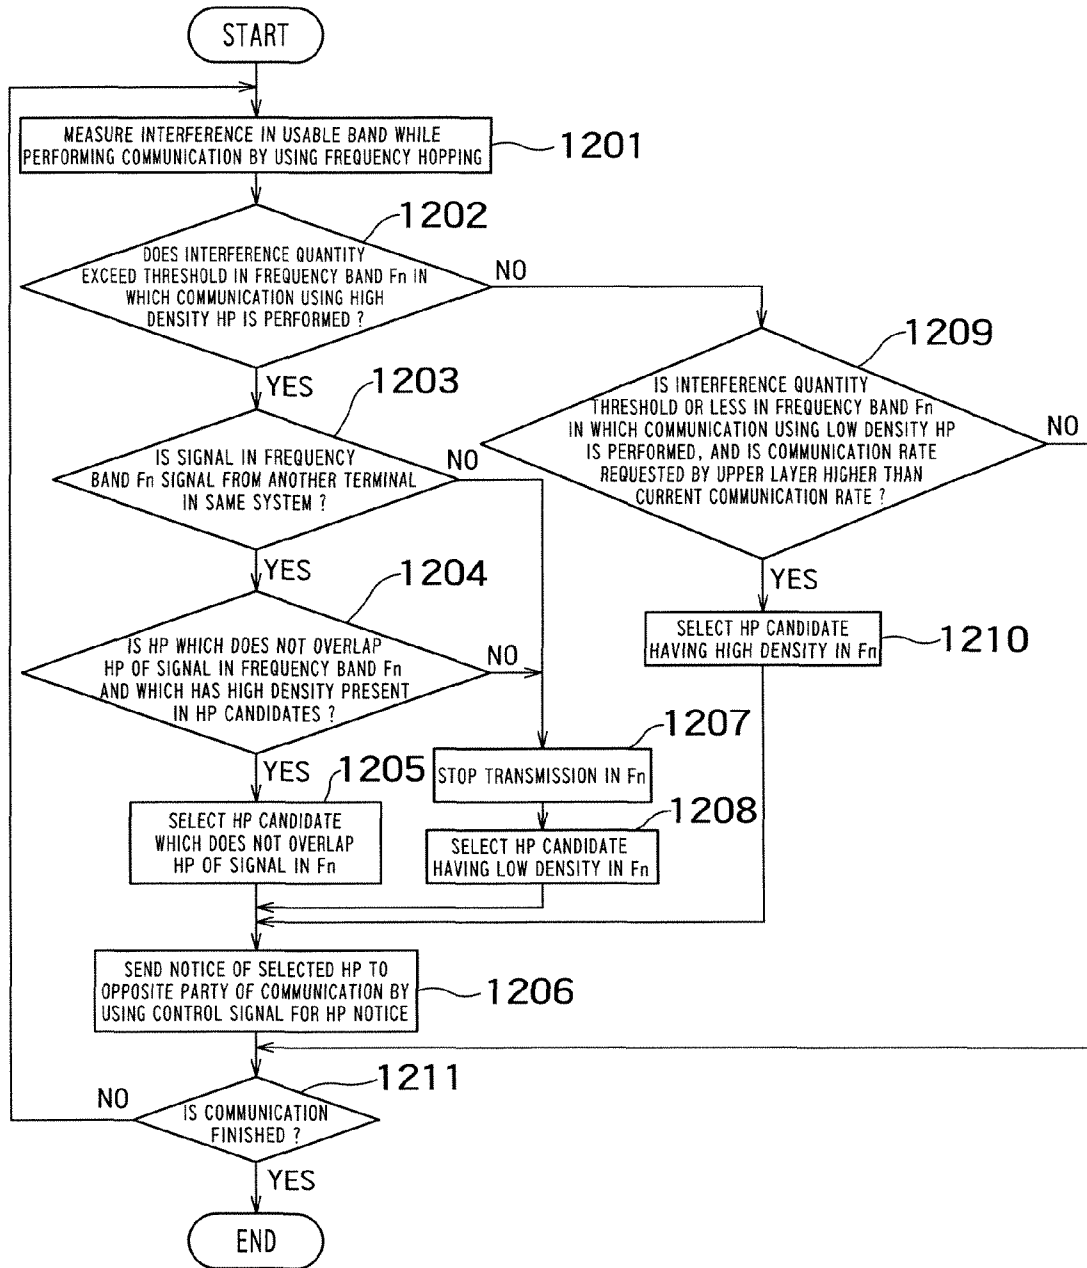 START
MEASURE INTERFERENCE IN USABLE BAND WHILE
PERFORMING COMMUNICATION BY USING FREQUENCY HOPPING
1201
1202
DOES INTERFERENCE QUANTITY
EXCEED THRESHOLD IN FREQUENCY BAND Fn IN
WHICH COMMUNICATION USING HIGH
DENSITY HP IS PERFORMED ?
NO
YES
1203
IS SIGNAL IN FREQUENCY
BAND Fn SIGNAL FROM ANOTHER TERMINAL
IN SAME SYSTEM ?
NO
YES
1209
IS INTERFERENCE QUANTITY
THRESHOLD OR LESS IN FREQUENCY BAND Fn
IN WHICH COMMUNICATION USING LOW DENSITY HP
IS PERFORMED, AND IS COMMUNICATION RATE
REQUESTED BY UPPER LAYER HIGHER THAN
CURRENT COMMUNICATION RATE ?
NO
YES
1204
IS HP WHICH DOES NOT OVERLAP
HP OF SIGNAL IN FREQUENCY BAND Fn
AND WHICH HAS HIGH DENSITY PRESENT
IN HP CANDIDATES ?
NO
YES
SELECT HP CANDIDATE
HAVING HIGH DENSITY IN Fn
1210
1205
SELECT HP CANDIDATE
WHICH DOES NOT OVERLAP
HP OF SIGNAL IN Fn
1207
STOP TRANSMISSION IN Fn
1208
SELECT HP CANDIDATE
HAVING LOW DENSITY IN Fn
SEND NOTICE OF SELECTED HP TO
OPPOSITE PARTY OF COMMUNICATION BY
USING CONTROL SIGNAL FOR HP NOTICE
1206
1211
NO
IS COMMUNICATION
FINISHED ?
YES
END